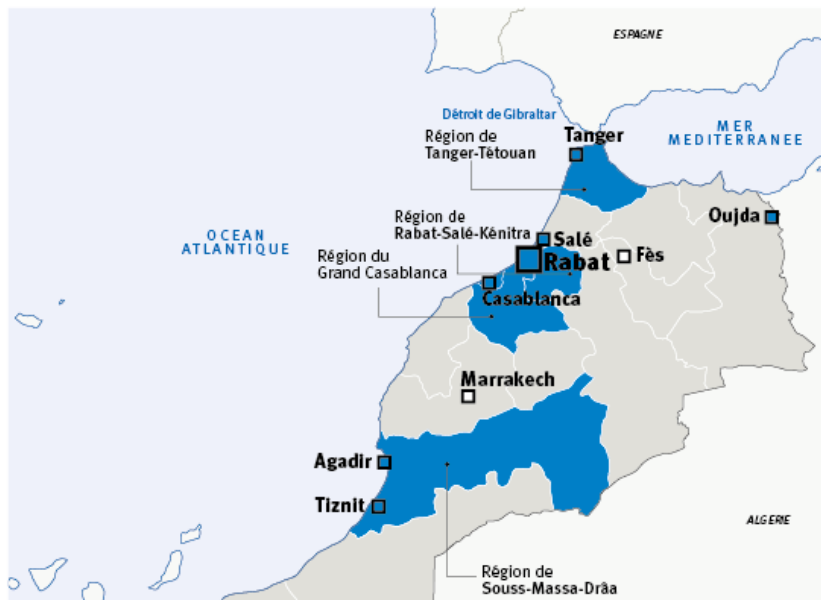 ESPAGNE
Détroit de Gibraltar
MER
MEDITERRANEE
Tanger
Région de
Tanger-Tétouan
Oujda
Région de
Rabat-Salé-Kénitra
OCEAN
ATLANTIQUE
Salé
Rabat
Fès
Région du
Grand Casablanca
Casablanca
Marrakech
Agadir
Tiznit
ALGERIE
Région de
Souss-Massa-Drâa